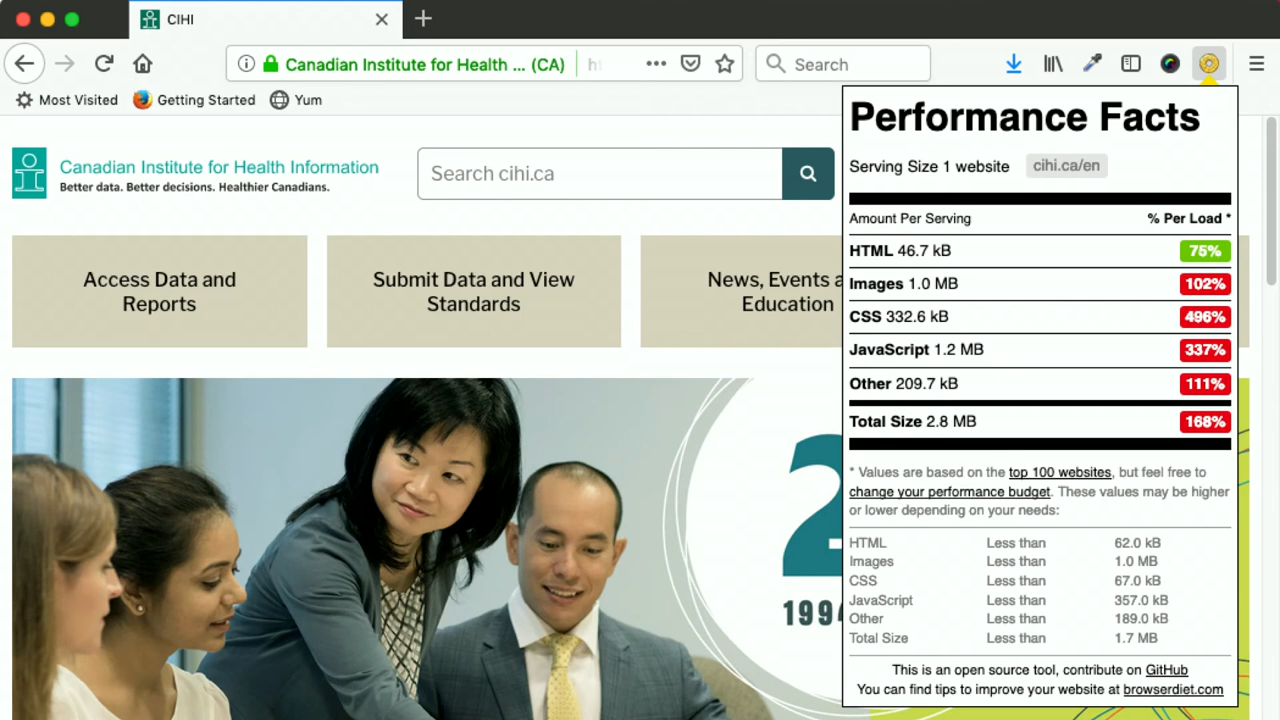 CIHI
Canadian Institute for Health ... (CA)
Search
Most Visited
Getting Started
Yum
Canadian Institute for Health Information
Better data. Better decisions. Healthier Canadians.
Search cihi.ca
Access Data and
Reports
Submit Data and View
Standards
News, Events a
Education
2
1994
Performance Facts
Serving Size 1 website cihi.ca/en
Amount Per Serving % Per Load *
HTML 46.7 kB 75%
Images 1.0 MB 102%
CSS 332.6 kB 496%
JavaScript 1.2 MB 337%
Other 209.7 kB 111%
Total Size 2.8 MB 168%
* Values are based on the top 100 websites, but feel free to
change your performance budget. These values may be higher
or lower depending on your needs:
HTML Less than 62.0 kB
Images Less than 1.0 MB
CSS Less than 67.0 kB
JavaScript Less than 357.0 kB
Other Less than 189.0 kB
Total Size Less than 1.7 MB
This is an open source tool, contribute on GitHub
You can find tips to improve your website at browserdiet.com